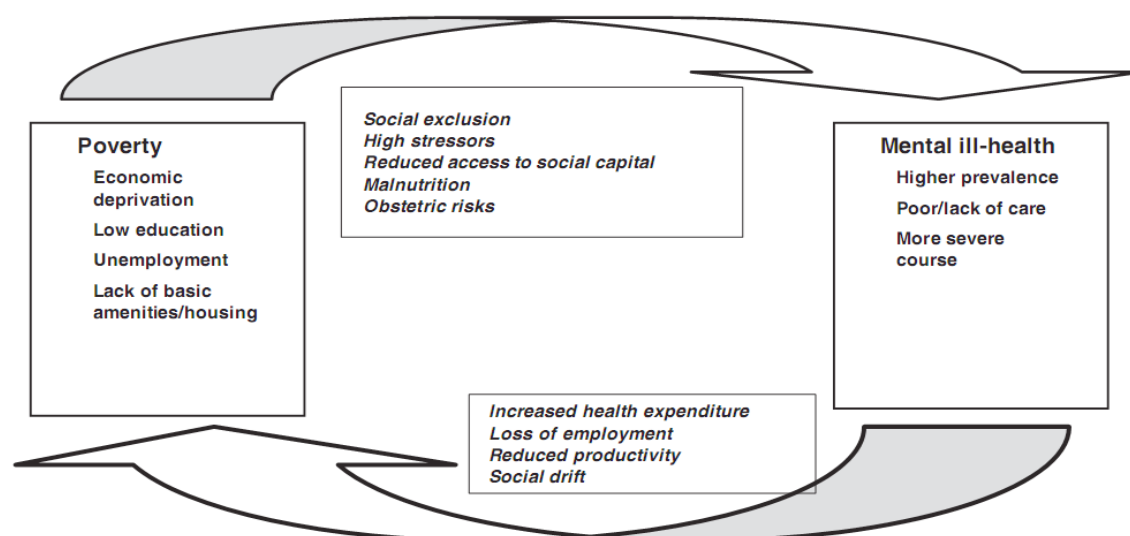 Social exclusion
High stressors
Reduced access to social capital
Malnutrition
Obstetric risks
Poverty
Economic
deprivation
Low education
Unemployment
Lack of basic
amenities/housing
Mental ill-health
Higher prevalence
Poor/lack of care
More severe
course
Increased health expenditure
Loss of employment
Reduced productivity
Social drift